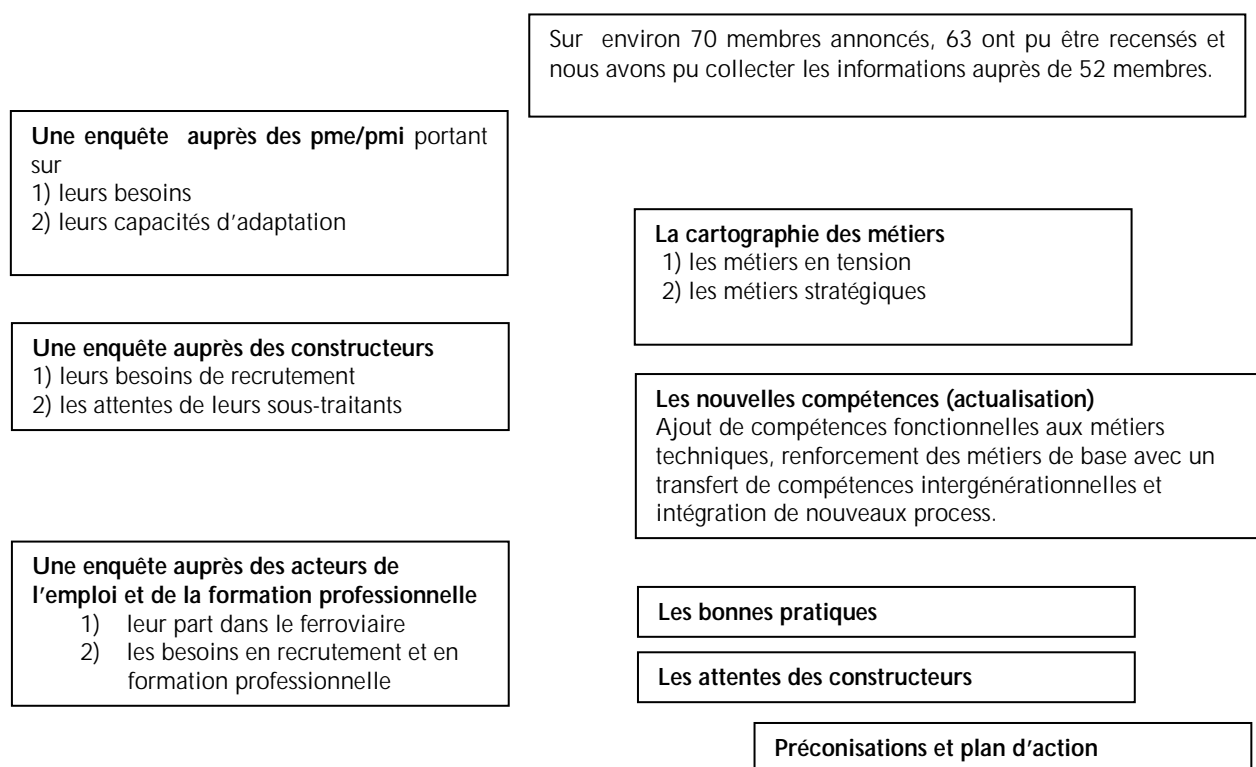 Sur environ 70 membres annoncés, 63 ont pu être recensés et
nous avons pu collecter les informations auprès de 52 membres.
Une enquête auprès des pme/pmi portant
sur
1) leurs besoins
2) leurs capacités d'adaptation
La cartographie des métiers
1) les métiers en tension
2) les métiers stratégiques
Une enquête auprès des constructeurs
1) leurs besoins de recrutement
2) les attentes de leurs sous-traitants
Les nouvelles compétences (actualisation)
Ajout de compétences fonctionnelles aux métiers
techniques, renforcement des métiers de base avec un
transfert de compétences intergénérationnelles et
intégration de nouveaux process.
Une enquête auprès des acteurs de
l'emploi et de la formation professionnelle
1) leur part dans le ferroviaire
2) les besoins en recrutement et en
formation professionnelle
Les bonnes pratiques
Les attentes des constructeurs
Préconisations et plan d'action